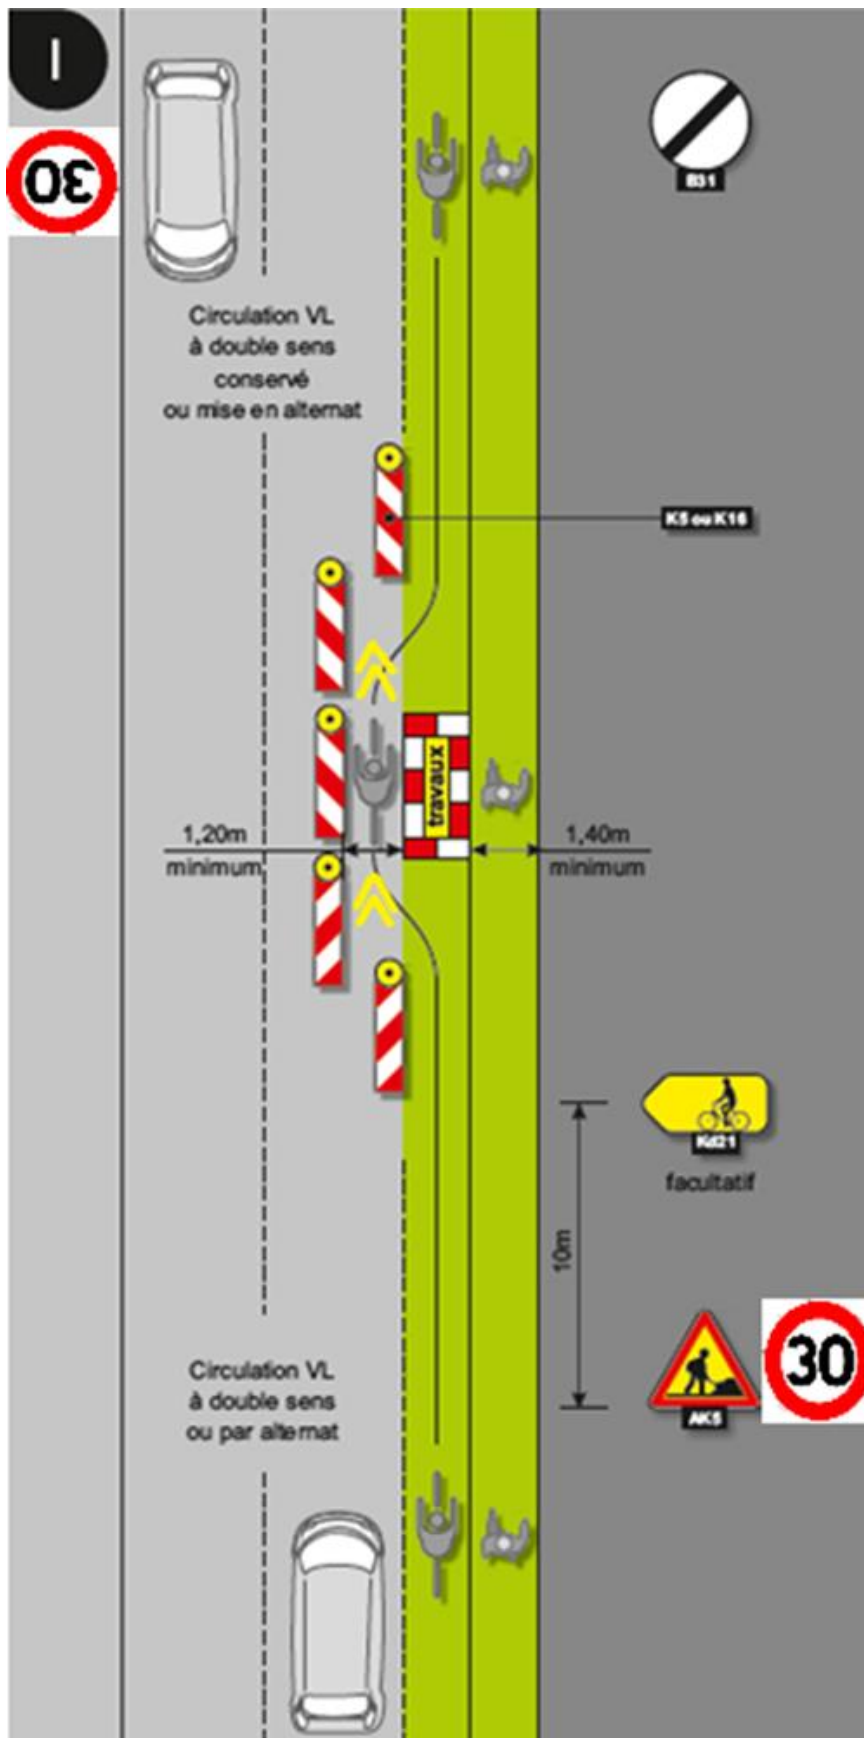 I
30
B31
Circulation VL
à double sens
conservé
ou mise en alternat
K5 ou K16
travaux
1,20m
minimum
1,40m
minimum
Kd21
facultatif
10m
30
AK5
Circulation VL
à double sens
ou par alternat